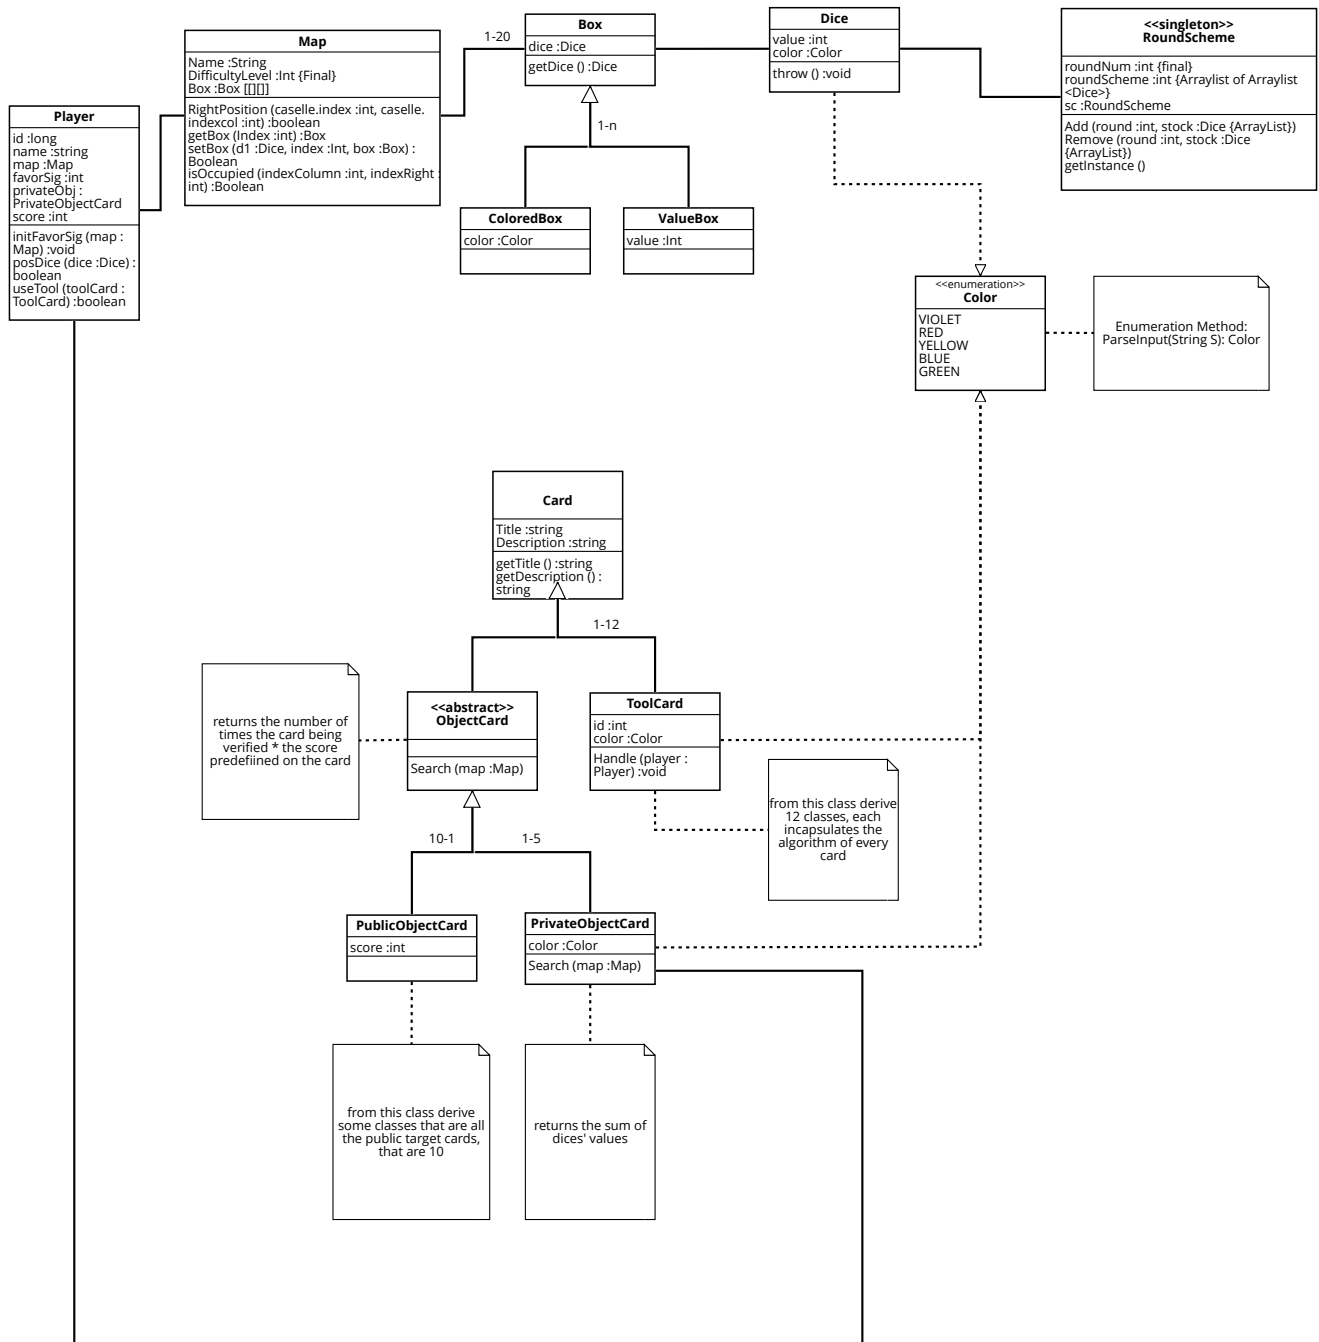 Player
id :long
name :string
map :Map
favorSig :int
privateObj :
PrivateObjectCard
score :int
initFavorSig (map :
Map) :void
posDice (dice :Dice) :
boolean
useTool (toolCard :
ToolCard) :boolean
Map
Name :String
DifficultyLevel :Int {Final}
Box :Box [[][]]
RightPosition (caselle.index :int, caselle.
indexcol :int) :boolean
getBox (Index :int) :Box
setBox (d1 :Dice, index :Int, box :Box) :
Boolean
isOccupied (indexColumn :int, indexRight :
int) :Boolean
1-20
Box
dice :Dice
getDice () :Dice
1-n
ColoredBox
color :Color
ValueBox
value :Int
Dice
value :int
color :Color
throw () :void
<<singleton>>
RoundScheme
roundNum :int {final}
roundScheme :int {Arraylist of Arraylist
<Dice>}
sc :RoundScheme
Add (round :int, stock :Dice {ArrayList})
Remove (round :int, stock :Dice
{ArrayList})
getInstance ()
<<enumeration>>
Color
VIOLET
RED
YELLOW
BLUE
GREEN
Enumeration Method:
ParseInput(String S): Color
Card
Title :string
Description :string
getTitle () :string
getDescription () :
string
1-12
returns the number of
times the card being
verified * the score
predefiined on the card
<<abstract>>
ObjectCard
Search (map :Map)
ToolCard
id :int
color :Color
Handle (player :
Player) :void
from this class derive
12 classes, each
incapsulates the
algorithm of every
card
10-1
1-5
PublicObjectCard
score :int
PrivateObjectCard
color :Color
Search (map :Map)
from this class derive
some classes that are all
the public target cards,
that are 10
returns the sum of
dices' values